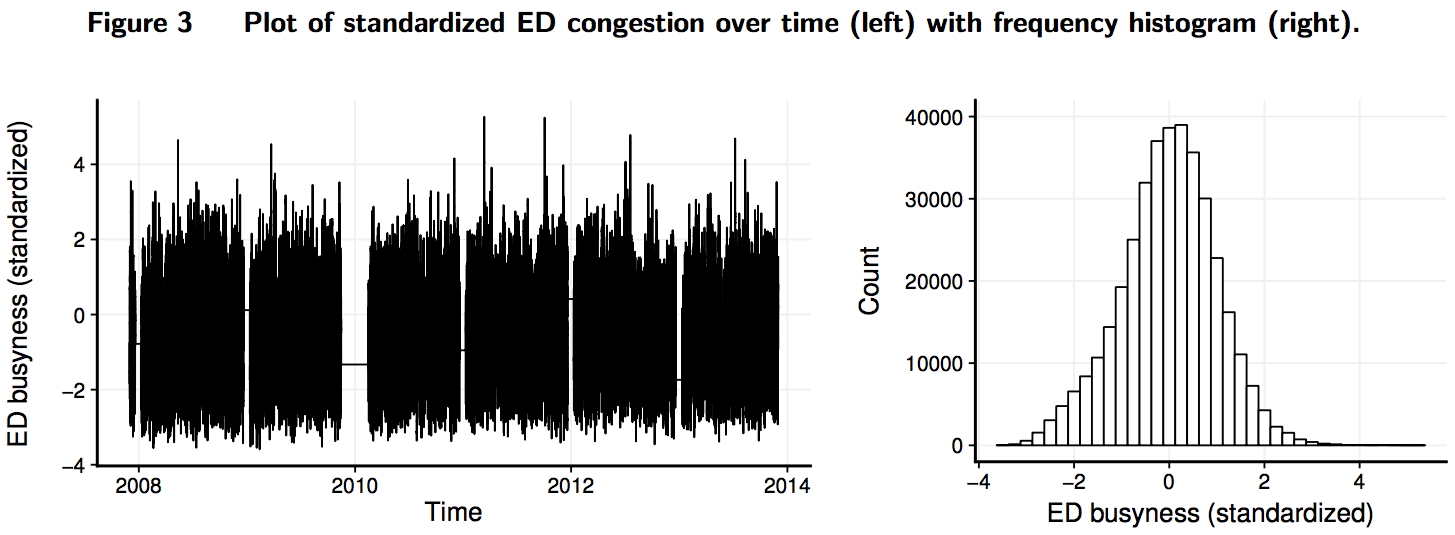 Figure 3 Plot of standardized ED congestion over time (left) with frequency histogram (right).
ED busyness (standardized)
4
2
0
−2
−4
2008 2010 2012 2014
Time
Count
40000
30000
20000
10000
0
−4 −2 0 2 4
ED busyness (standardized)